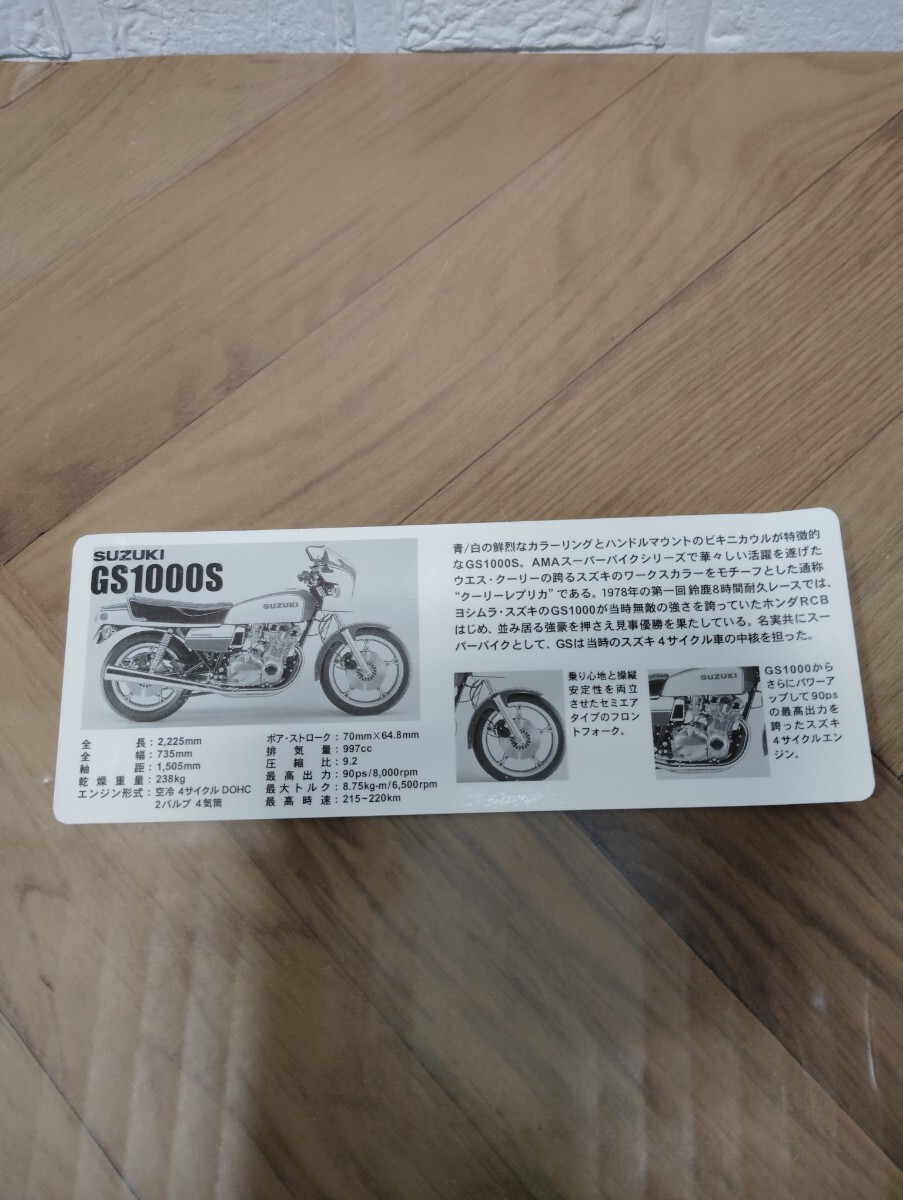 SUZUKI
GS1000S
SUZUKI
全長：2,225mm
全幅：735mm
軸距：1,505mm
乾燥重量：238kg
エンジン形式：空冷 4サイクル DOHC
2バルブ 4気筒
ボア・ストローク：70mm×64.8mm
排気量：997cc
圧縮比：9.2
最高出力：90ps/8,000rpm
最大トルク：8.75kg-m/6,500rpm
最高時速：215~220km
青/白の鮮烈なカラーリングとハンドルマウントのビキニカウルが特徴的
なGS1000S。AMAスーパーバイクシリーズで華々しい活躍を遂げた
ウエス・クーリーの誇るスズキのワークスカラーをモチーフとした通称
“クーリーレプリカ”である。1978年の第一回 鈴鹿8時間耐久レースでは、
ヨシムラ・スズキのGS1000が当時無敵の強さを誇っていたホンダRCB
はじめ、並み居る強豪を押さえ見事優勝を果たしている。名実共にスー
パーバイクとして、GSは当時のスズキ４サイクル車の中核を担った。
乗り心地と操縦
安定性を両立
させたセミエア
タイプのフロン
トフォーク。
SUZUKI
GS1000から
さらにパワーア
ップして90ps
の最高出力を
誇ったスズキ
4サイクルエン
ジン。